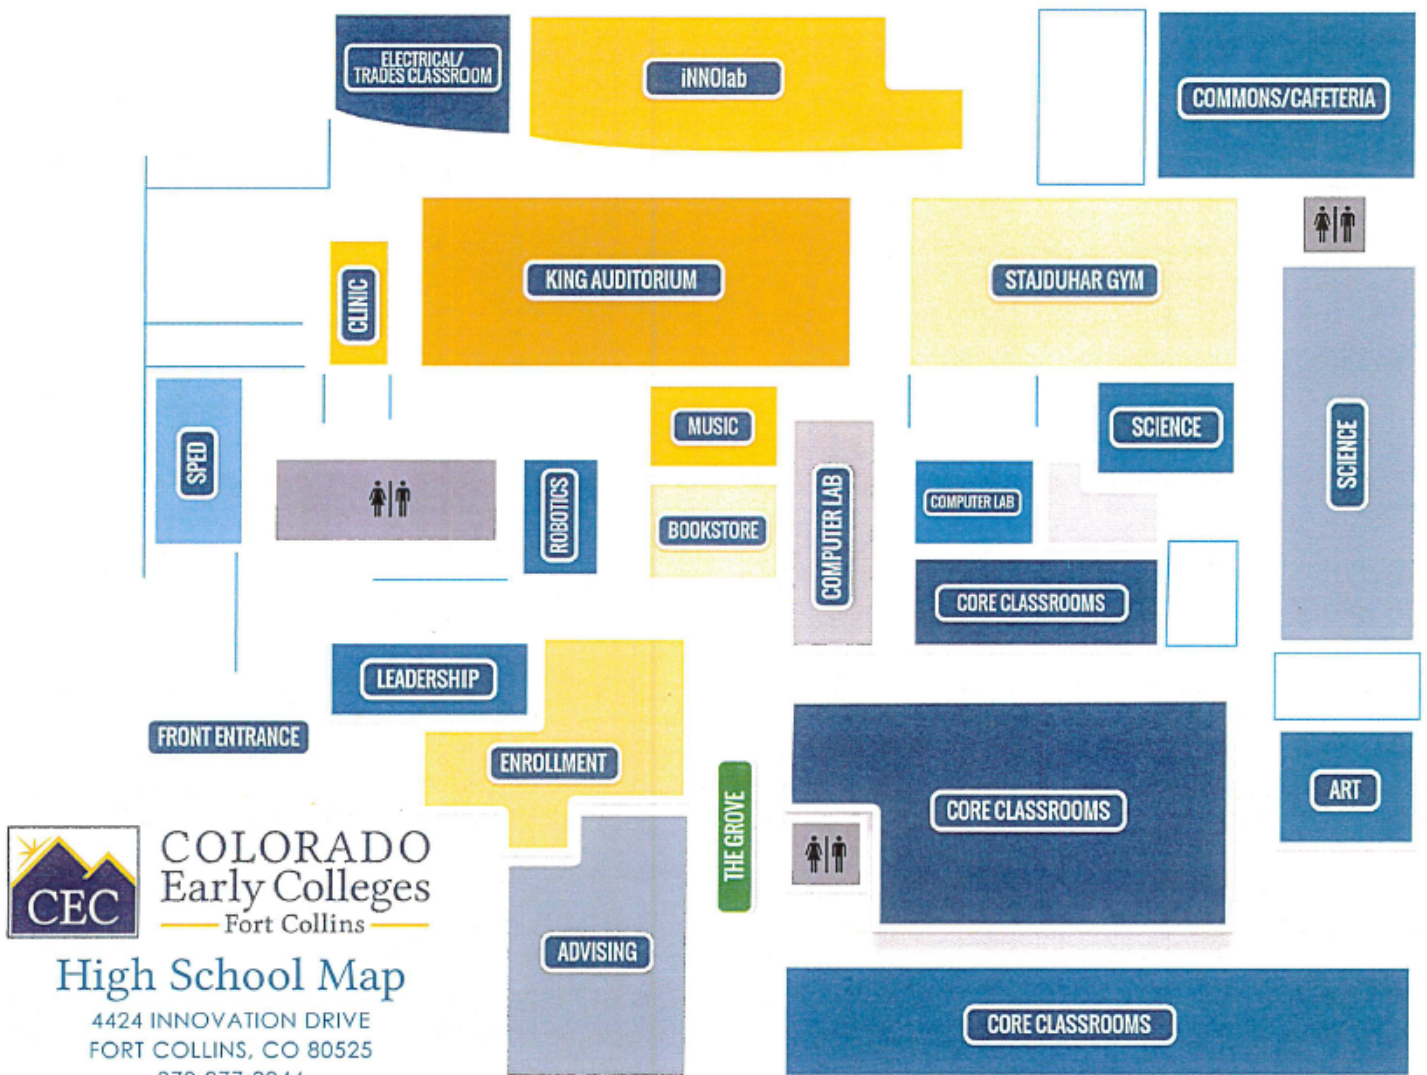 ELECTRICAL/
TRADES CLASSROOM
iNNOlab
COMMONS/CAFETERIA
CLINIC
KING AUDITORIUM
STAJDUHAR GYM
SPED
ROBOTICS
MUSIC
BOOKSTORE
COMPUTER LAB
COMPUTER LAB
SCIENCE
SCIENCE
CORE CLASSROOMS
LEADERSHIP
FRONT ENTRANCE
ENROLLMENT
THE GROVE
CORE CLASSROOMS
ART
ADVISING
CORE CLASSROOMS
CEC
COLORADO
Early Colleges
Fort Collins
High School Map
4424 INNOVATION DRIVE
FORT COLLINS, CO 80525